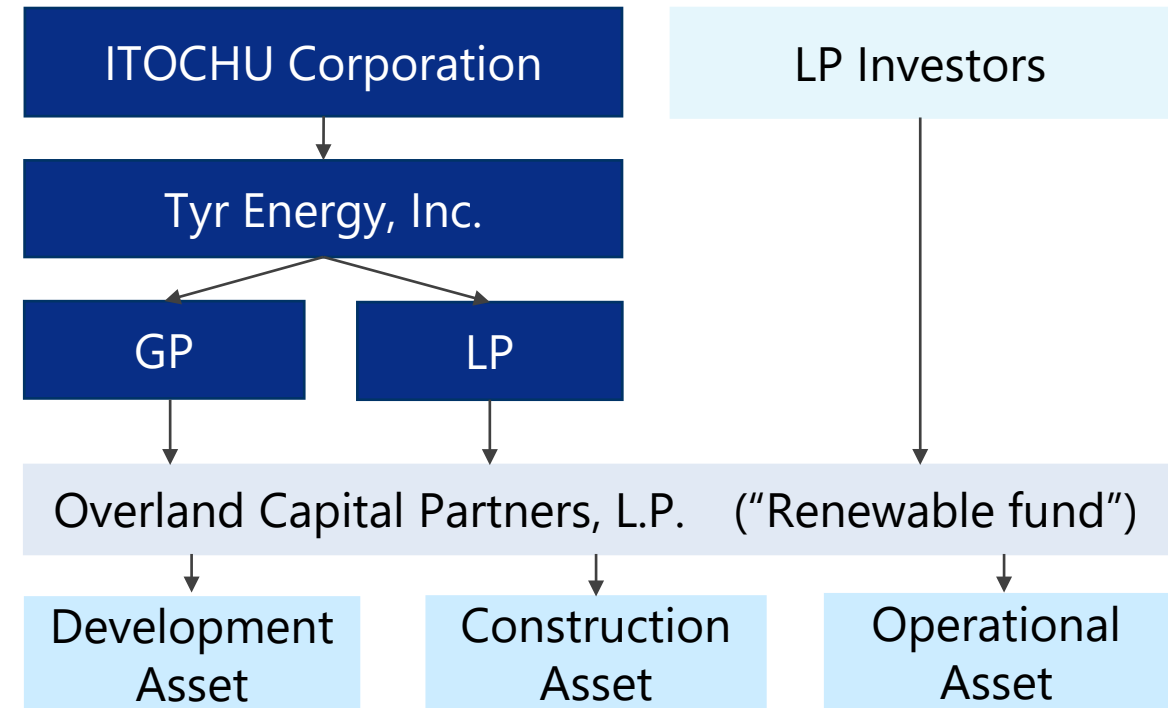 ITOCHU Corporation
LP Investors
Tyr Energy, Inc.
GP
LP
Overland Capital Partners, L.P. (“Renewable fund”)
Development
Asset
Construction
Asset
Operational
Asset